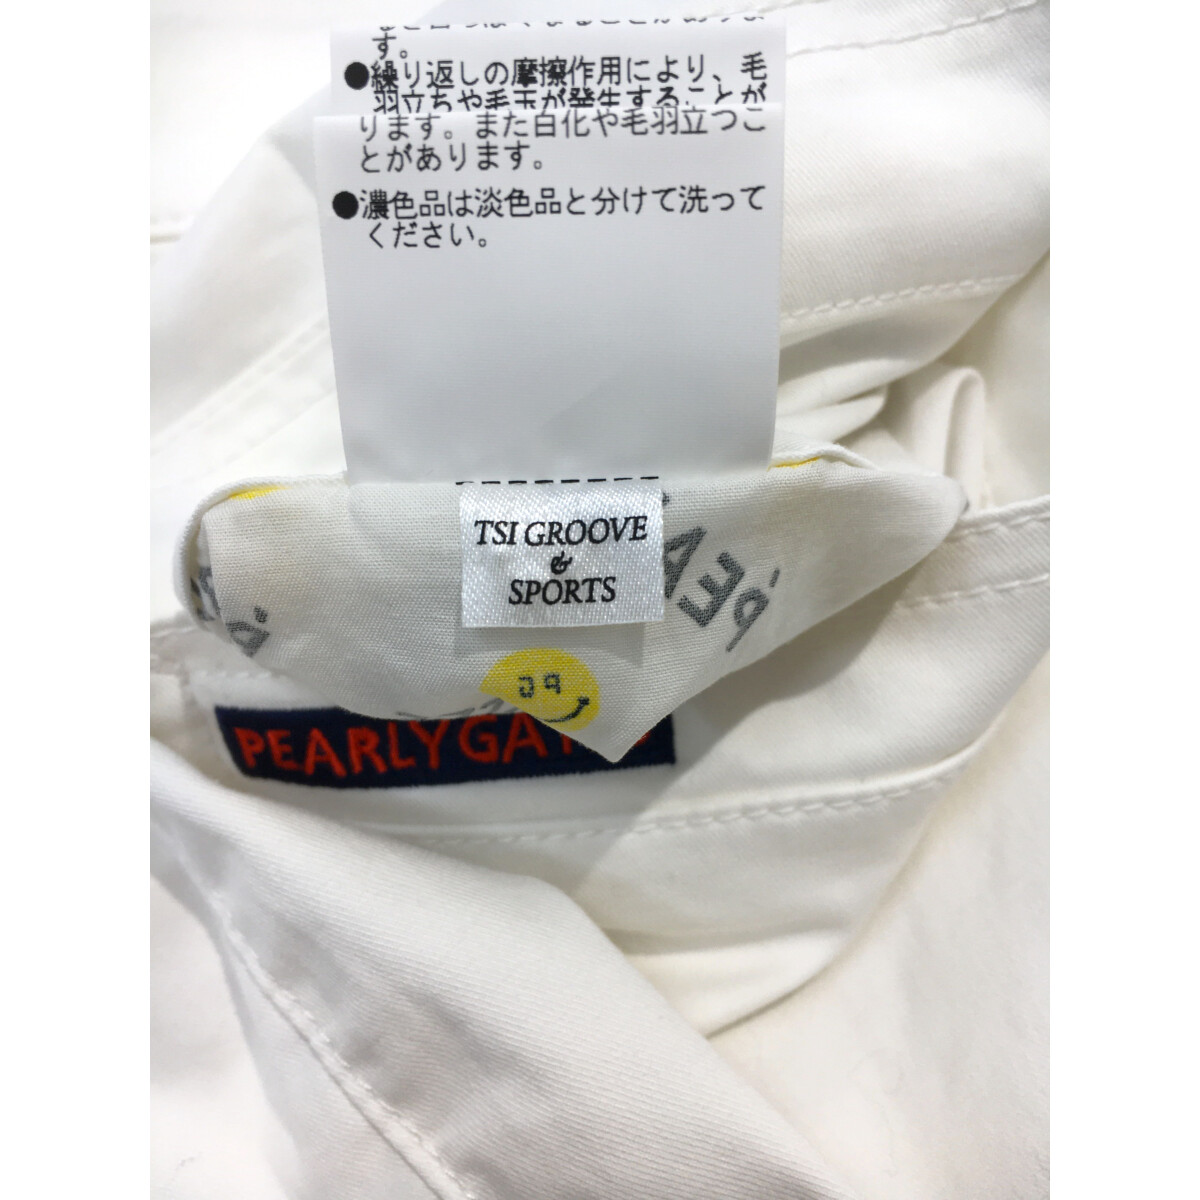 す。
●繰り返しの摩擦作用により、毛
羽立ちや毛玉が発生することが
ります。また白化や毛羽立つこ
とがあります。
●濃色品は淡色品と分けて洗って
ください。
TSI GROOVE
&
SPORTS
PG
PEARLY